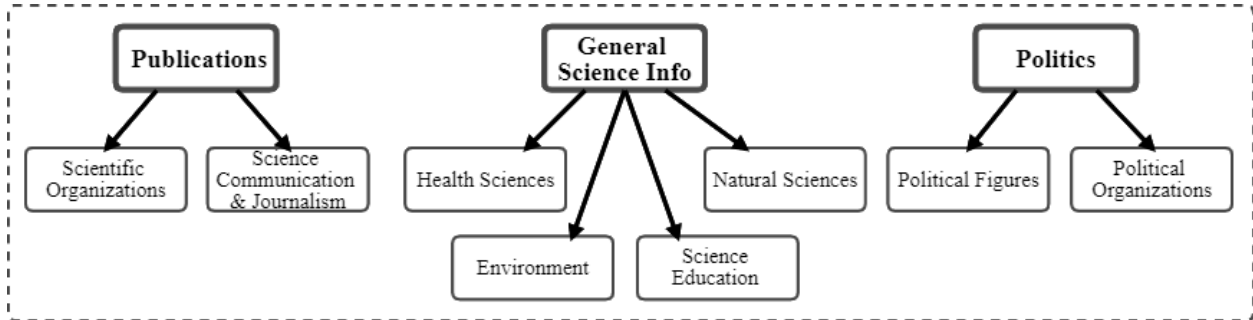 Publications
General
Science Info
Politics
Scientific
Organizations
Science
Communication
& Journalism
Health Sciences
Natural Sciences
Political Figures
Political
Organizations
Environment
Science
Education